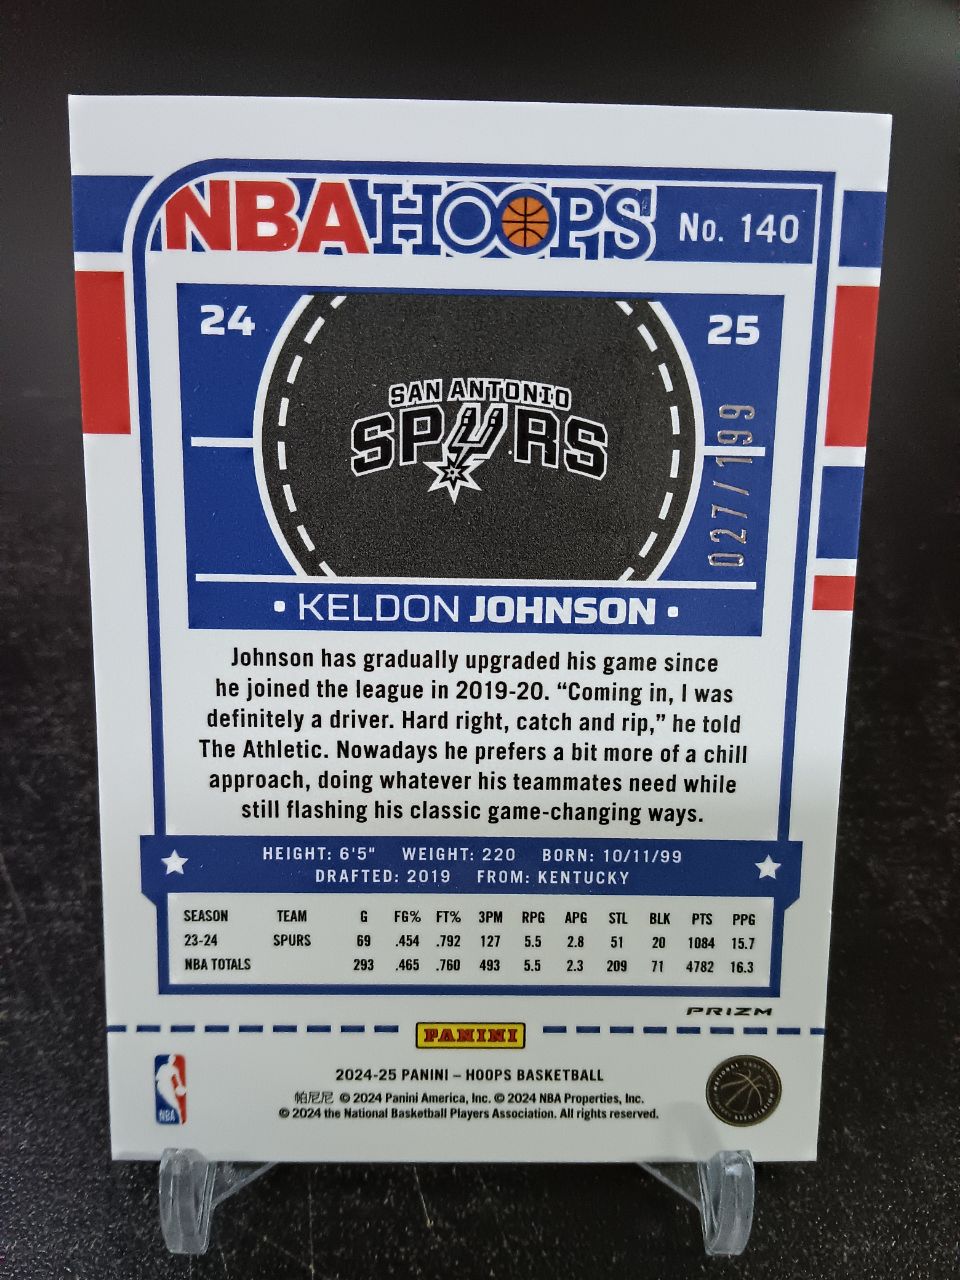 NBA HOOPS No. 140
24 25
SAN ANTONIO
SPURS
027/199
• KELDON JOHNSON •
Johnson has gradually upgraded his game since
he joined the league in 2019-20. “Coming in, I was
definitely a driver. Hard right, catch and rip,” he told
The Athletic. Nowadays he prefers a bit more of a chill
approach, doing whatever his teammates need while
still flashing his classic game-changing ways.
HEIGHT: 6'5" WEIGHT: 220 BORN: 10/11/99
DRAFTED: 2019 FROM: KENTUCKY
SEASON TEAM G FG% FT% 3PM RPG APG STL BLK PTS PPG
23-24 SPURS 69 .454 .792 127 5.5 2.8 51 20 1084 15.7
NBA TOTALS 293 .465 .760 493 5.5 2.3 209 71 4782 16.3
PRIZM
PANINI
2024-25 PANINI – HOOPS BASKETBALL
帕尼尼 © 2024 Panini America, Inc. © 2024 NBA Properties, Inc.
© 2024 the National Basketball Players Association. All rights reserved.
NBA